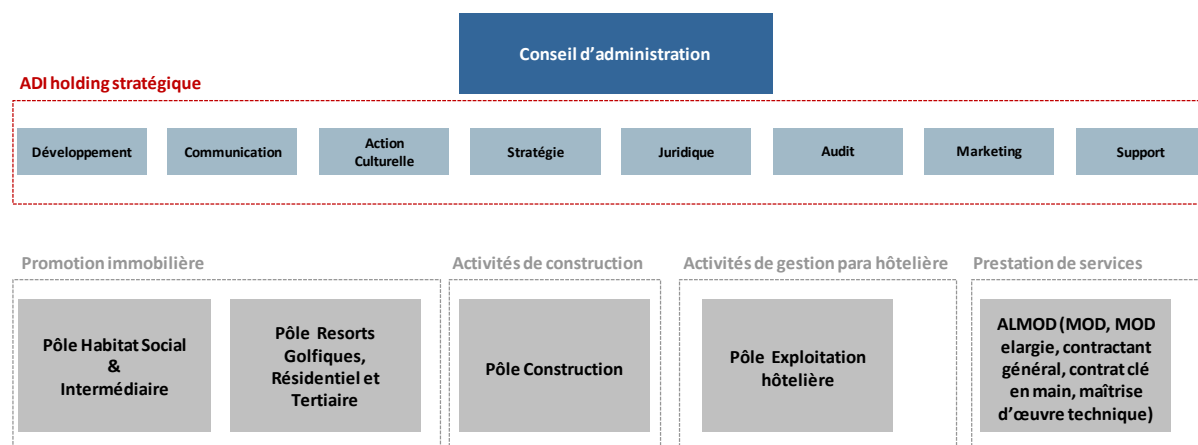 Conseil d'administration
ADI holding stratégique
Développement
Communication
Action
Culturelle
Stratégie
Juridique
Audit
Marketing
Support
Promotion immobilière
Activités de construction
Activités de gestion para hôtelière
Prestation de services
Pôle Habitat Social
&
Intermédiaire
Pôle Resorts
Golfiques,
Résidentiel et
Tertiaire
Pôle Construction
Pôle Exploitation
hôtelière
ALMOD (MOD, MOD
elargie, contractant
général, contrat clé
en main, maîtrise
d'œuvre technique)